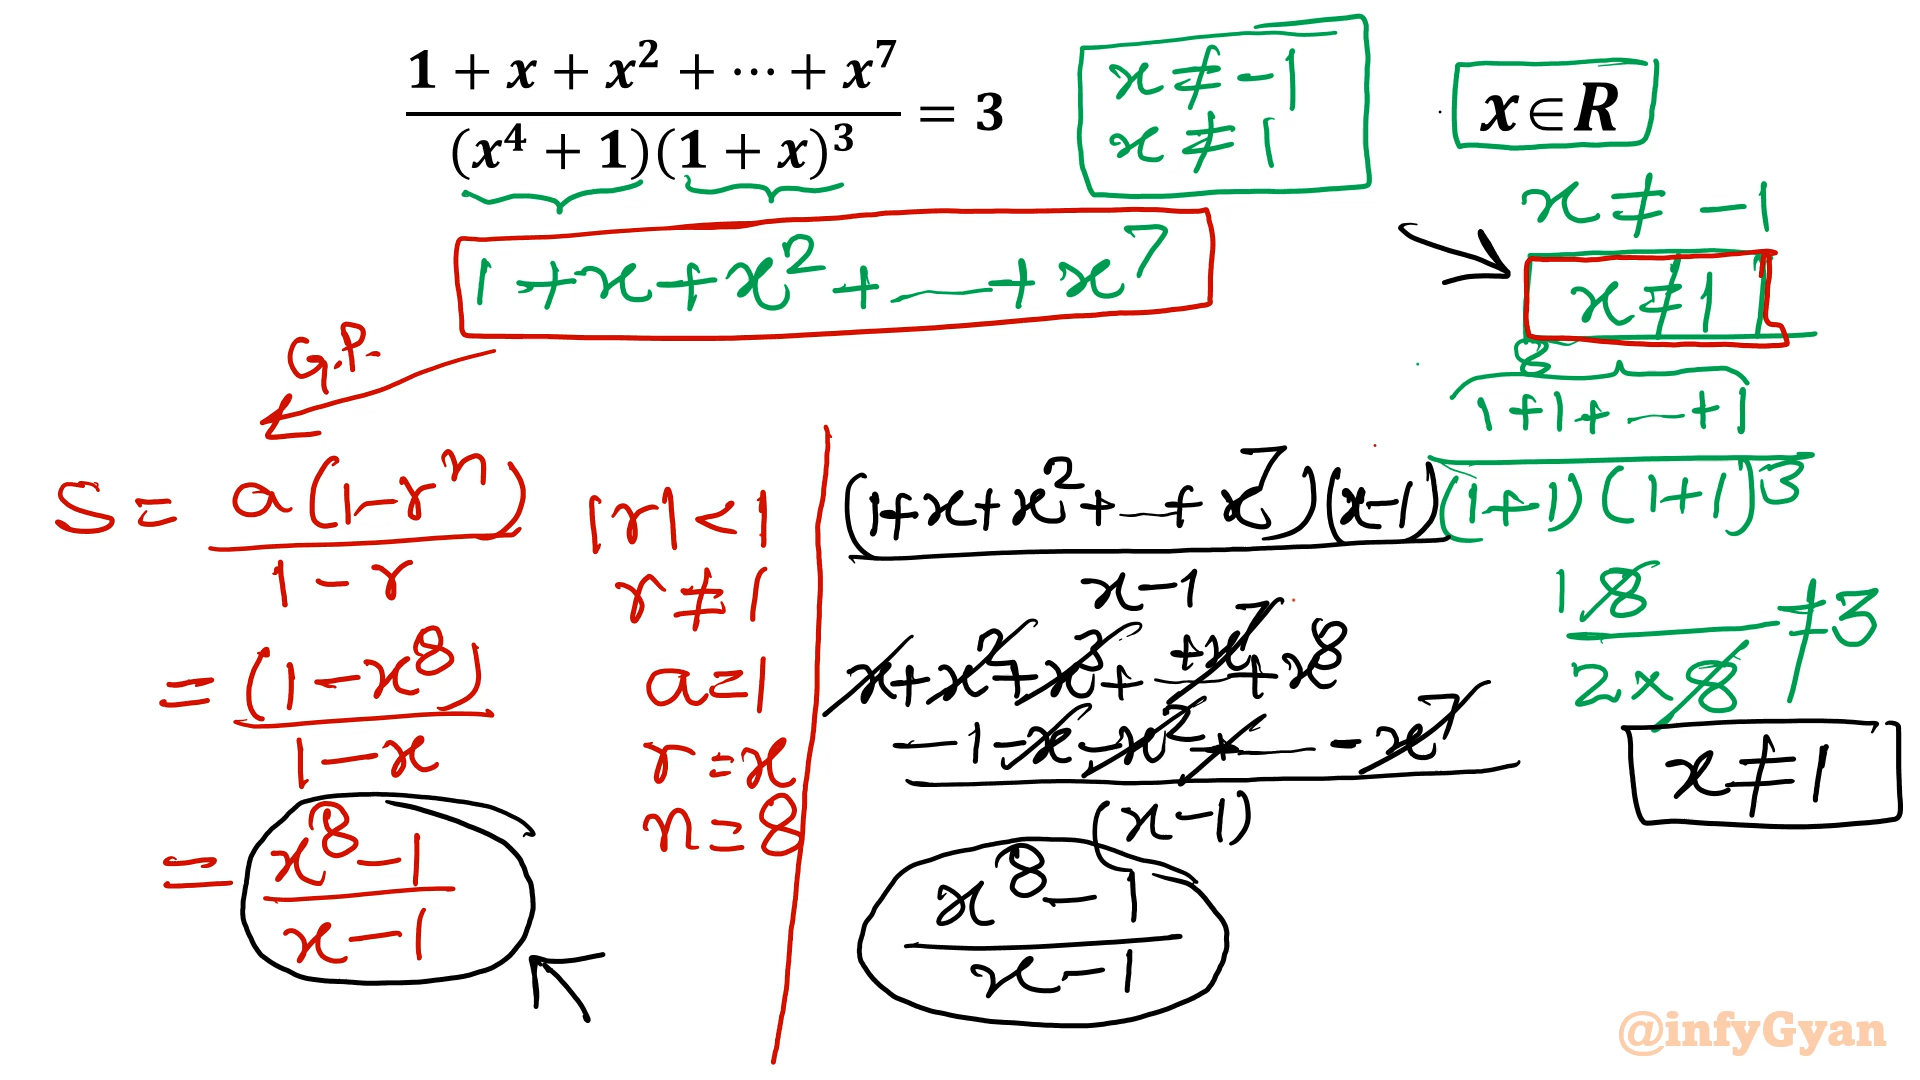 1 + x + x² + ⋯ + x⁷
(x⁴ + 1)(1 + x)³
= 3
x ≠ -1
x ≠ 1
x ∈ R
x ≠ -1
x ≠ 1
1 + x + x² + ... + x⁷
G.P.
S = a(1-rⁿ)
1 - r
|r| < 1
r ≠ 1
= (1 - x⁸)
1 - x
a = 1
r = x
n = 8
= x⁸ - 1
x - 1
(1 + x + x² + ... + x⁷)(x-1)
x - 1
x + x² + x³ + ... + x⁷ + x⁸
- 1 - x - x² - ... - x⁷
(x - 1)
x⁸ - 1
x - 1
8
1 + 1 + ... + 1
(1+1)(1+1)³
1 8
2 × 8
≠ 3
x ≠ 1
@infyGyan